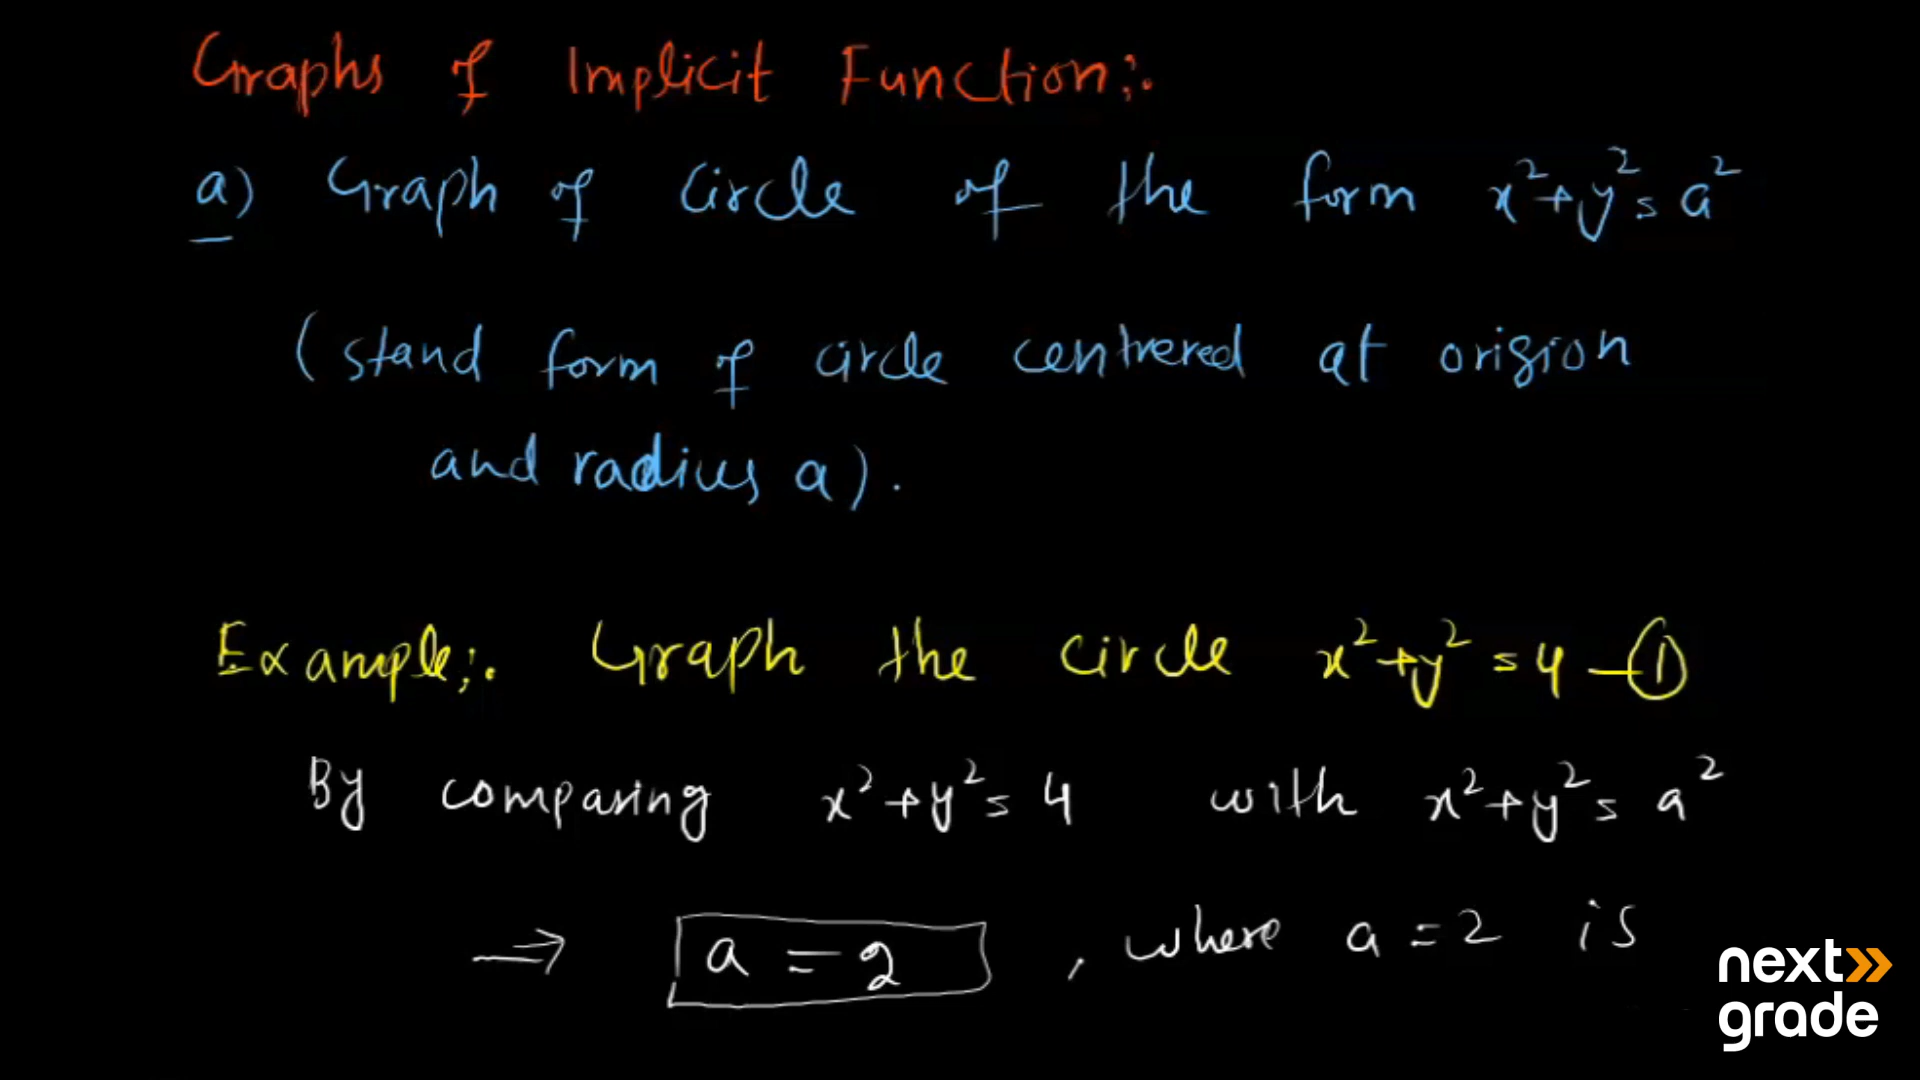 Graphs of Implicit Function:.
a) Graph of Circle of the form x²+y²=a²
(stand form of circle centrered at origion
and radius a).
Example:. Graph the circle x²+y²=4 —①
By comparing x²+y²=4 with x²+y²=a²
→ a = 2 , where a = 2 is
next»
grade